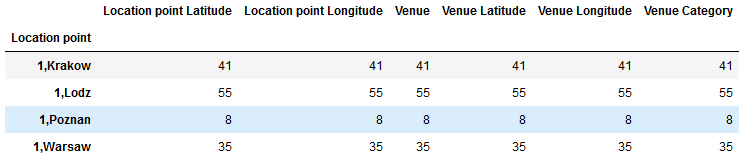 Location point Latitude Location point Longitude Venue Venue Latitude Venue Longitude Venue Category
Location point
1,Krakow 41 41 41 41 41 41
1,Lodz 55 55 55 55 55 55
1,Poznan 8 8 8 8 8 8
1,Warsaw 35 35 35 35 35 35